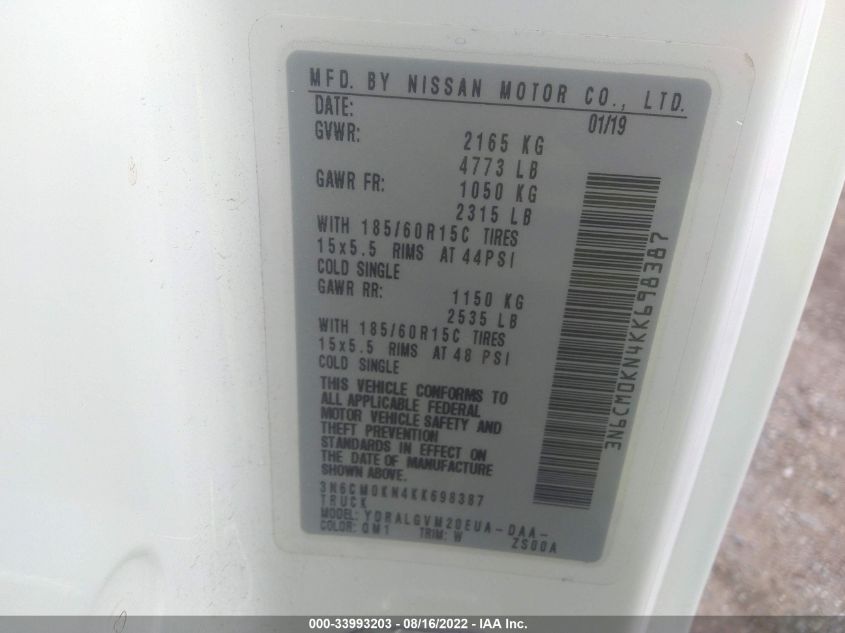 MFD. BY NISSAN MOTOR CO., LTD.
DATE: 01/19
GVWR: 2165 KG
4773 LB
GAWR FR: 1050 KG
2315 LB
WITH 185/60R15C TIRES
15x5.5 RIMS AT 44PSI
COLD SINGLE
GAWR RR: 1150 KG
2535 LB
WITH 185/60R15C TIRES
15x5.5 RIMS AT 48 PSI
COLD SINGLE
THIS VEHICLE CONFORMS TO
ALL APPLICABLE FEDERAL
MOTOR VEHICLE SAFETY AND
THEFT PREVENTION
STANDARDS IN EFFECT ON
THE DATE OF MANUFACTURE
SHOWN ABOVE.
3N6CM0KN4KK698387
TRUCK
MODEL: YDRALGVM20EUA-DAA-
COLOR: QM1 TRIM: W ZS00A
3N6CM0KN4KK698387
000-33993203 - 08/16/2022 - IAA Inc.